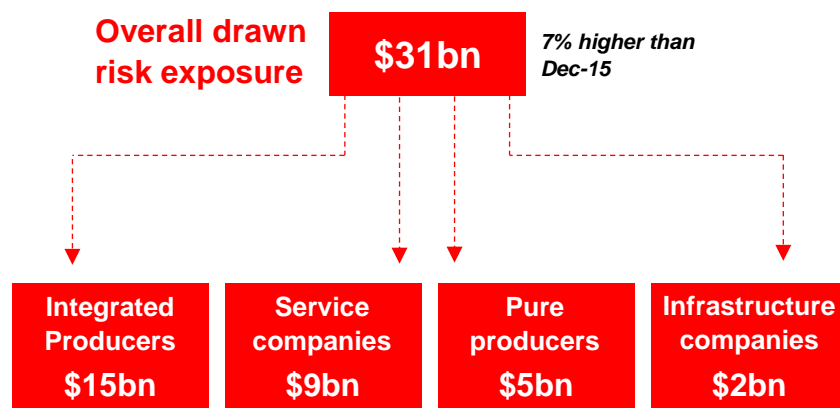 Overall drawn
risk exposure
$31bn
7% higher than
Dec-15
Integrated
Producers
$15bn
Service
companies
$9bn
Pure
producers
$5bn
Infrastructure
companies
$2bn